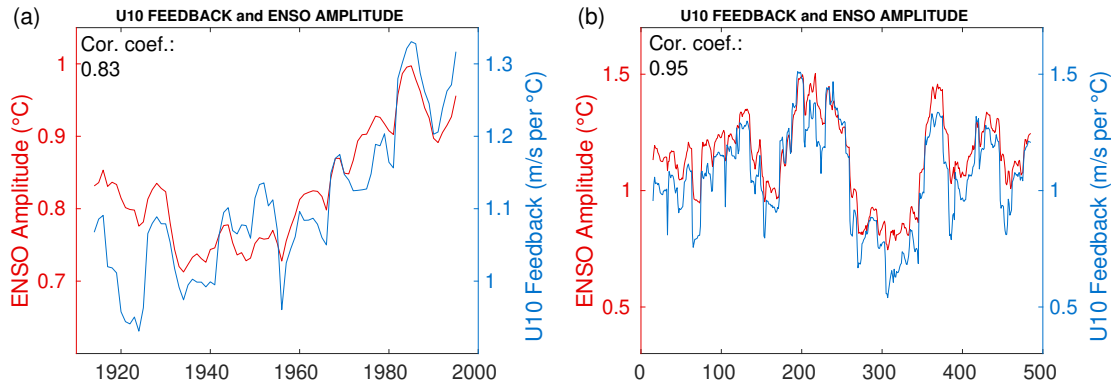 (a)
U10 FEEDBACK and ENSO AMPLITUDE
Cor. coef.:
0.83
1
0.9
0.8
0.7
ENSO Amplitude (°C)
1.3
1.2
1.1
1
U10 Feedback (m/s per °C)
1920
1940
1960
1980
2000
(b)
U10 FEEDBACK and ENSO AMPLITUDE
Cor. coef.:
0.95
1.5
1
0.5
ENSO Amplitude (°C)
1.5
1
0.5
U10 Feedback (m/s per °C)
0
100
200
300
400
500